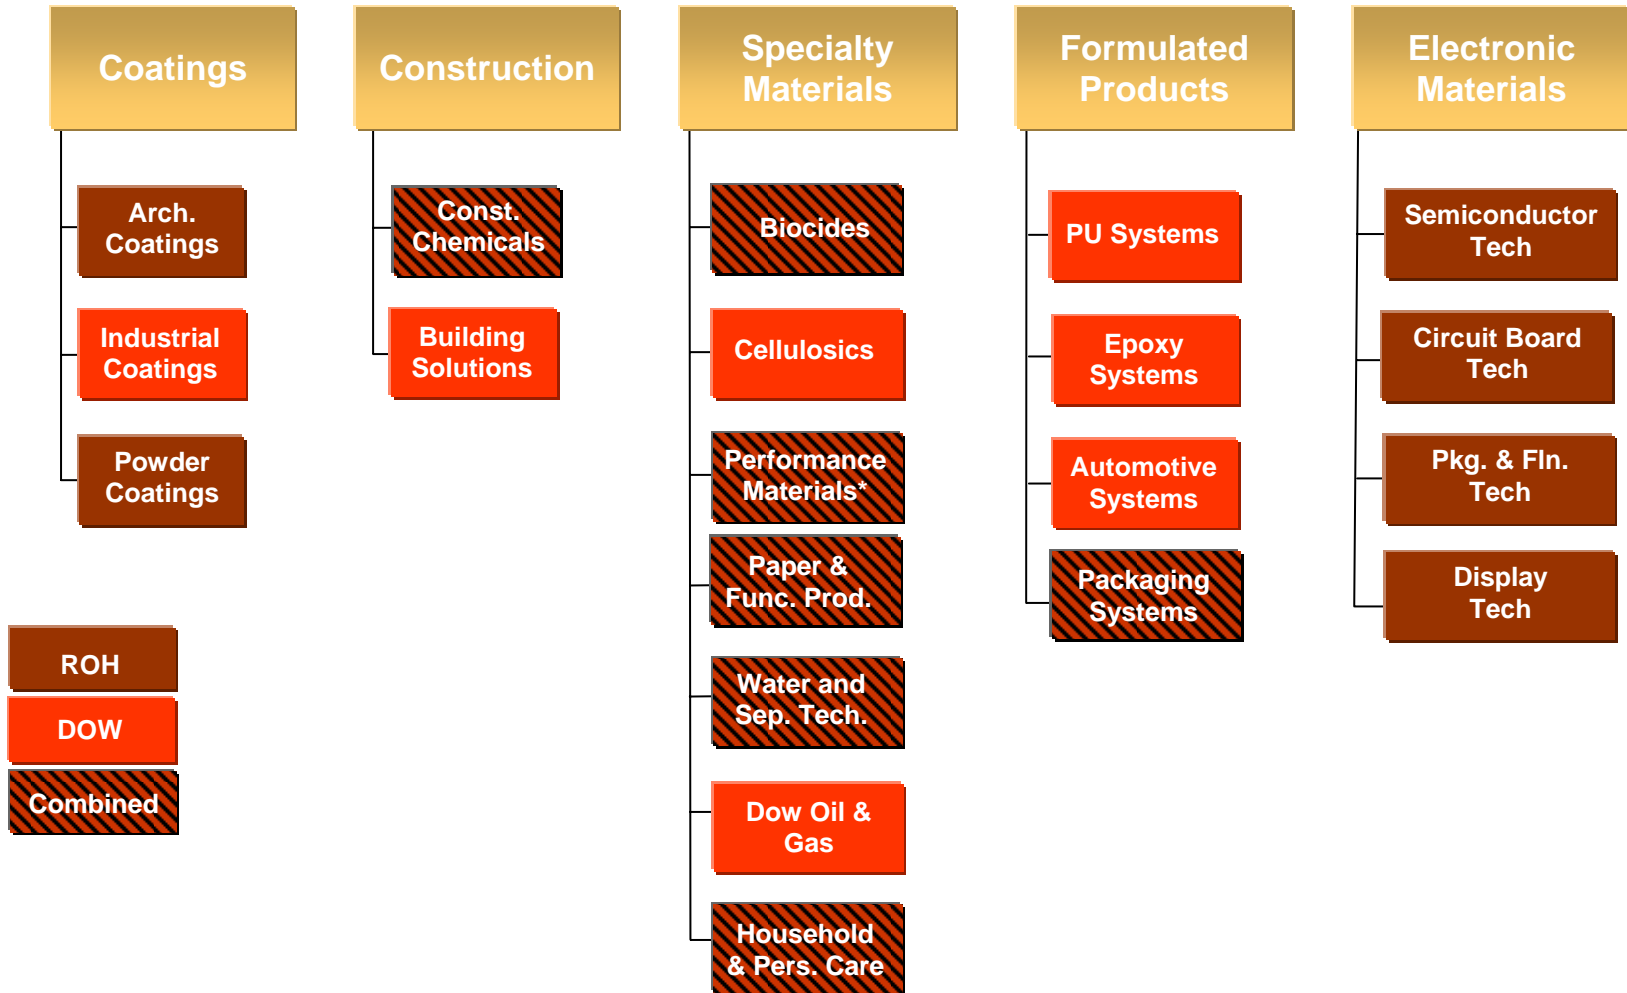 Coatings
Arch.
Coatings
Industrial
Coatings
Powder
Coatings
Construction
Const.
Chemicals
Building
Solutions
Specialty
Materials
Biocides
Cellulosics
Performance
Materials*
Paper &
Func. Prod.
Water and
Sep. Tech.
Dow Oil &
Gas
Household
& Pers. Care
Formulated
Products
PU Systems
Epoxy
Systems
Automotive
Systems
Packaging
Systems
Electronic
Materials
Semiconductor
Tech
Circuit Board
Tech
Pkg. & FIn.
Tech
Display
Tech
ROH
DOW
Combined